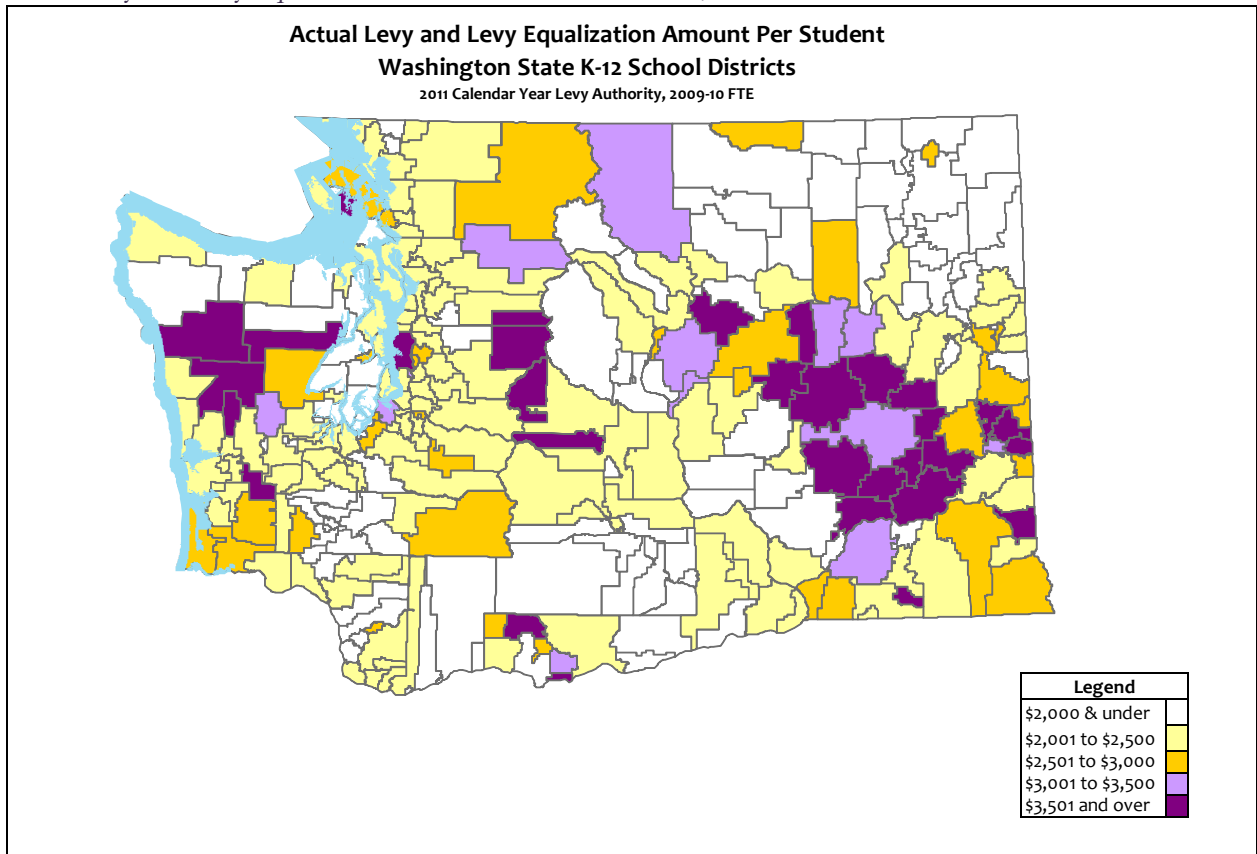 Actual Levy and Levy Equalization Amount Per Student
Washington State K-12 School Districts
2011 Calendar Year Levy Authority, 2009-10 FTE
Legend
$2,000 & under
$2,001 to $2,500
$2,501 to $3,000
$3,001 to $3,500
$3,501 and over